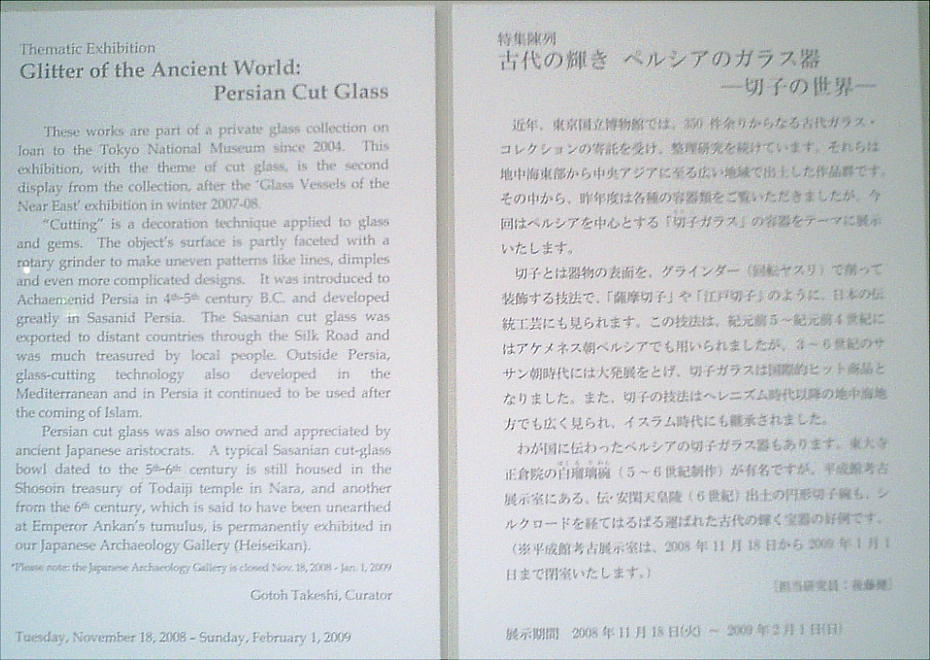 Thematic Exhibition
Glitter of the Ancient World:
Persian Cut Glass
These works are part of a private glass collection on
loan to the Tokyo National Museum since 2004. This
exhibition, with the theme of cut glass, is the second
display from the collection, after the ‘Glass Vessels of the
Near East’ exhibition in winter 2007-08.
“Cutting” is a decoration technique applied to glass
and gems. The object’s surface is partly faceted with a
rotary grinder to make uneven patterns like lines, dimples
and even more complicated designs. It was introduced to
Achaemenid Persia in 4th-5th century B.C. and developed
greatly in Sasanid Persia. The Sasanian cut glass was
exported to distant countries through the Silk Road and
was much treasured by local people. Outside Persia,
glass-cutting technology also developed in the
Mediterranean and in Persia it continued to be used after
the coming of Islam.
Persian cut glass was also owned and appreciated by
ancient Japanese aristocrats. A typical Sasanian cut-glass
bowl dated to the 5th-6th century is still housed in the
Shosoin treasury of Todaiji temple in Nara, and another
from the 6th century, which is said to have been unearthed
at Emperor Ankan’s tumulus, is permanently exhibited in
our Japanese Archaeology Gallery (Heiseikan).
*Please note: the Japanese Archaeology Gallery is closed Nov. 18, 2008 - Jan. 1, 2009
Gotoh Takeshi, Curator
Tuesday, November 18, 2008 – Sunday, February 1, 2009
特集陳列
古代の輝き ペルシアのガラス器
―切子の世界―
近年、東京国立博物館では、350 件余りからなる古代ガラス・
コレクションの寄託を受け、整理研究を続けています。それらは
地中海東部から中央アジアに至る広い地域で出土した作品群です。
その中から、昨年度は各種の容器類をご覧いただきましたが、今
回はペルシアを中心とする「切子ガラス」の容器をテーマに展示
いたします。
切子とは器物の表面を、グラインダー（回転ヤスリ）で削って
装飾する技法で、「薩摩切子」や「江戸切子」のように、日本の伝
統工芸にも見られます。この技法は、紀元前５～紀元前４世紀に
はアケメネス朝ペルシアでも用いられましたが、３～６世紀のサ
サン朝時代には大発展をとげ、切子ガラスは国際的ヒット商品と
なりました。また、切子の技法はヘレニズム時代以降の地中海地
方でも広く見られ、イスラム時代にも継承されました。
わが国に伝わったペルシアの切子ガラス器もあります。東大寺
正倉院の白瑠璃碗（５～６世紀制作）が有名ですが、平成館考古
展示室にある、伝・安閑天皇陵（６世紀）出土の円形切子碗も、シ
ルクロードを経てはるばる運ばれた古代の輝く宝器の好例です。
（※平成館考古展示室は、2008 年 11 月 18 日から 2009 年 1 月 1
日まで閉室いたします。）
［担当研究員：後藤健］
展示期間 2008 年 11 月 18 日(火) ～ 2009 年 2 月 1 日(日)